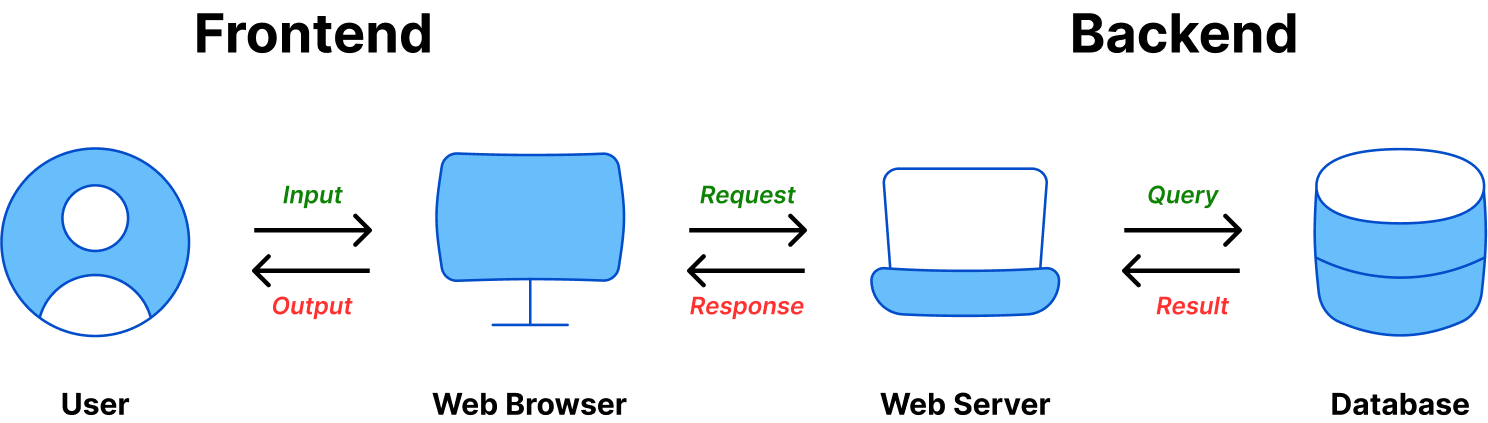 Frontend
Backend
Input
Request
Query
Output
Response
Result
User
Web Browser
Web Server
Database